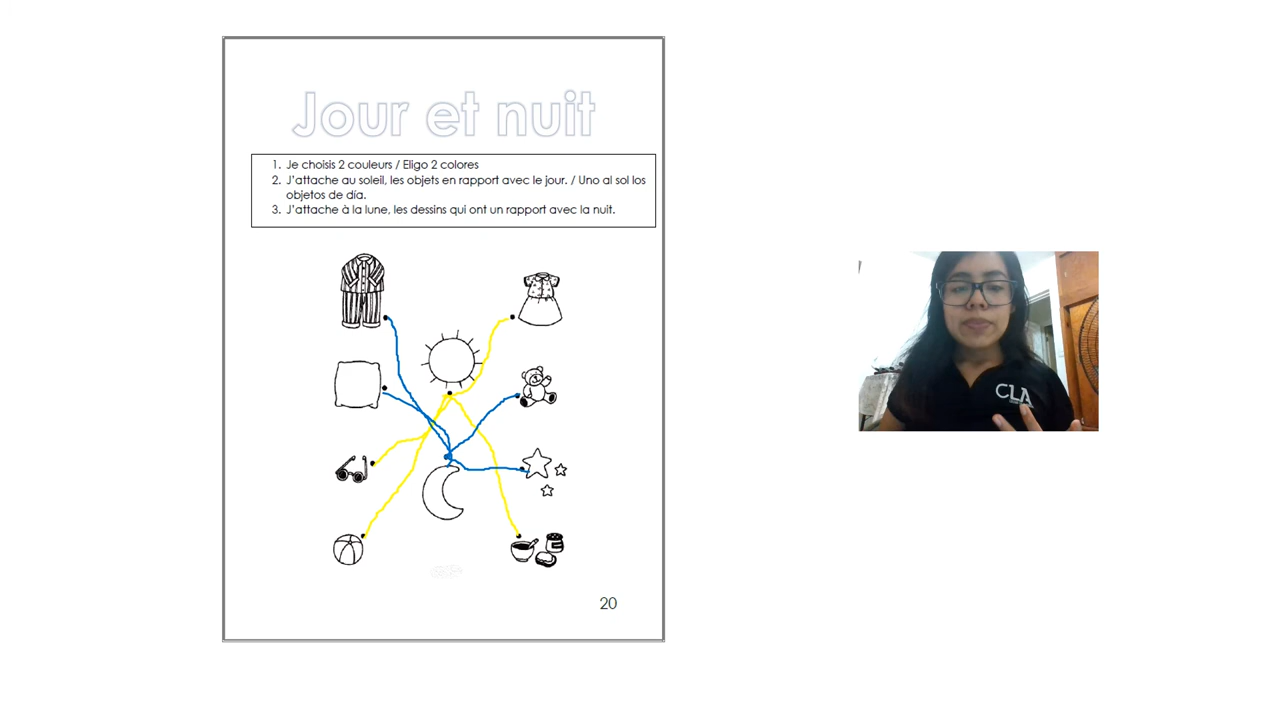 Jour et nuit
1. Je choisis 2 couleurs / Eligo 2 colores
2. J'attache au soleil, les objets en rapport avec le jour. / Uno al sol los
objetos de día.
3. J'attache à la lune, les dessins qui ont un rapport avec la nuit.
CLA
20